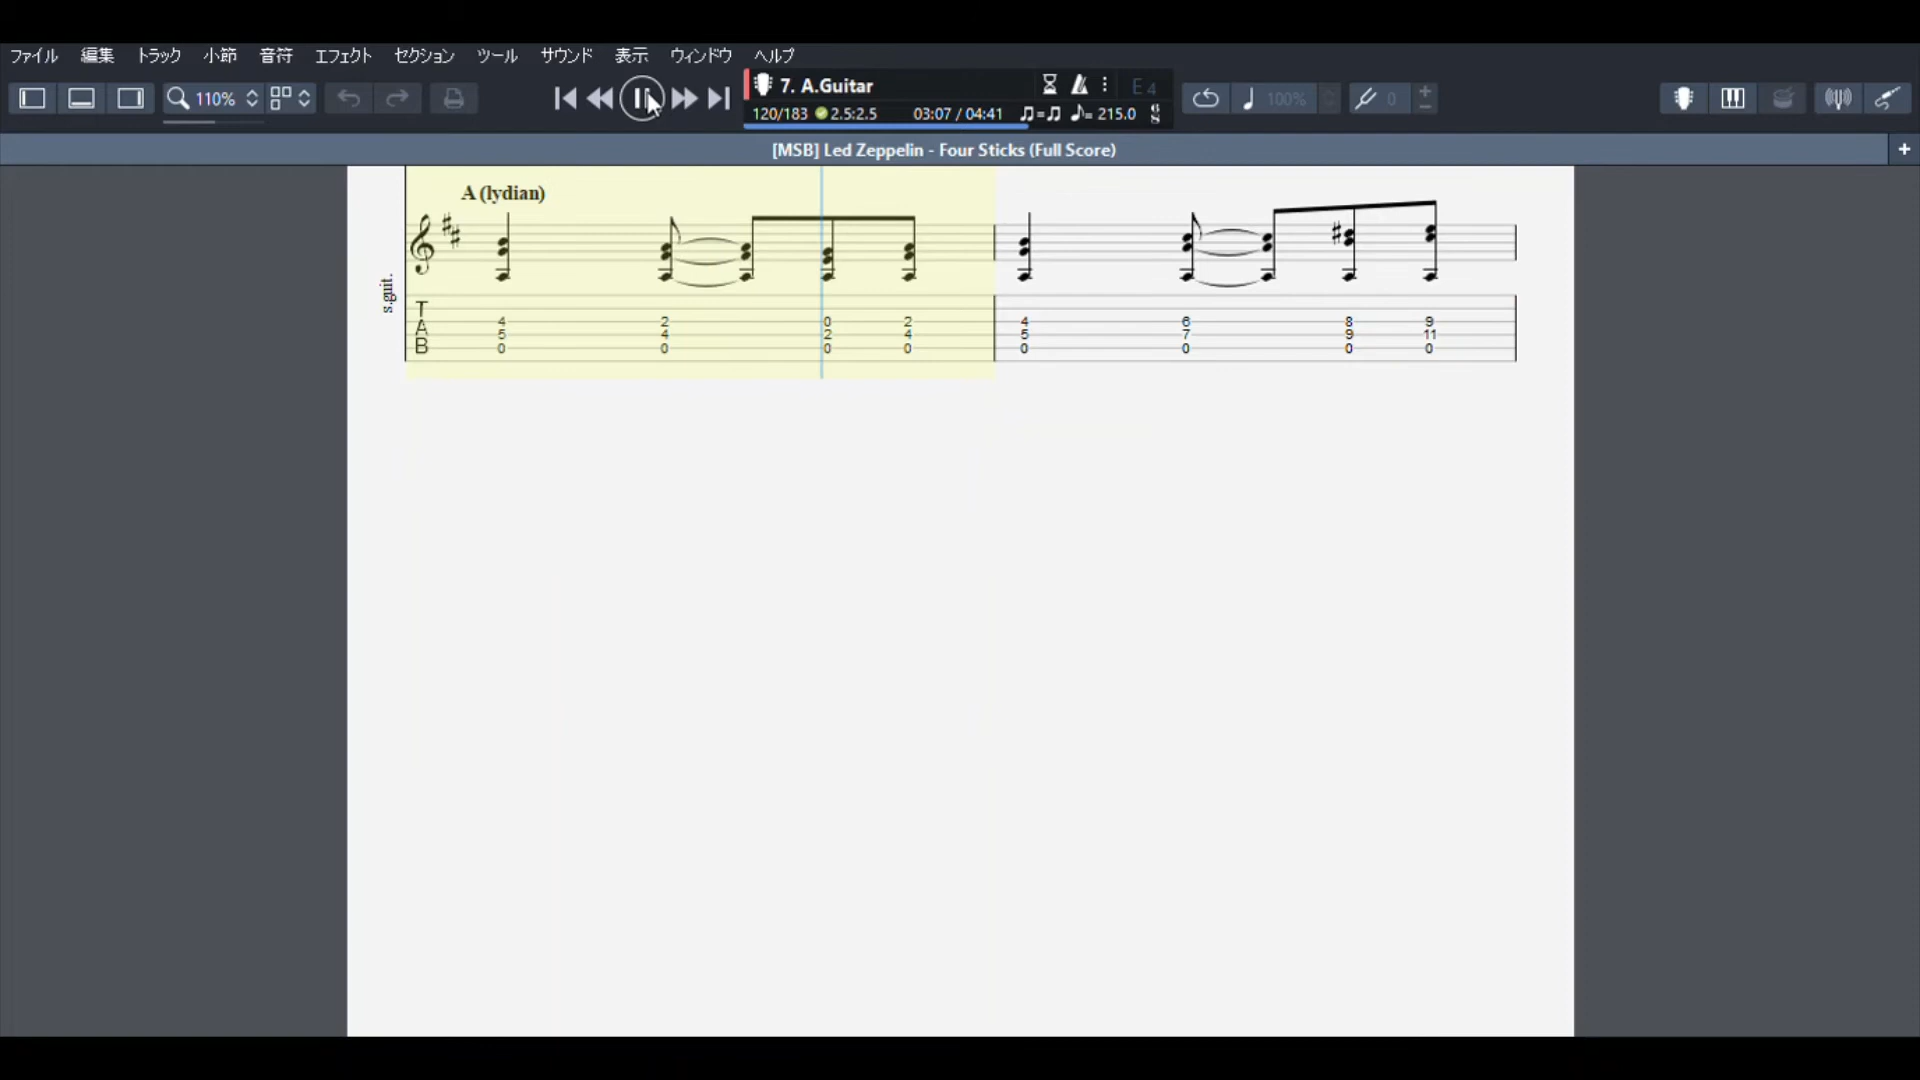 ファイル 編集 トラック 小節 音符 エフェクト セクション ツール サウンド 表示 ウィンドウ ヘルプ
110% 7. A.Guitar E 4 100% 0
120/183 2.5:2.5 03:07 / 04:41 ♫=♫ ♪= 215.0
[MSB] Led Zeppelin - Four Sticks (Full Score)
A (lydian)
s.guit.
T 4 2 0 2 4 6 8 9
A 5 4 2 4 5 7 9 11
B 0 0 0 0 0 0 0 0